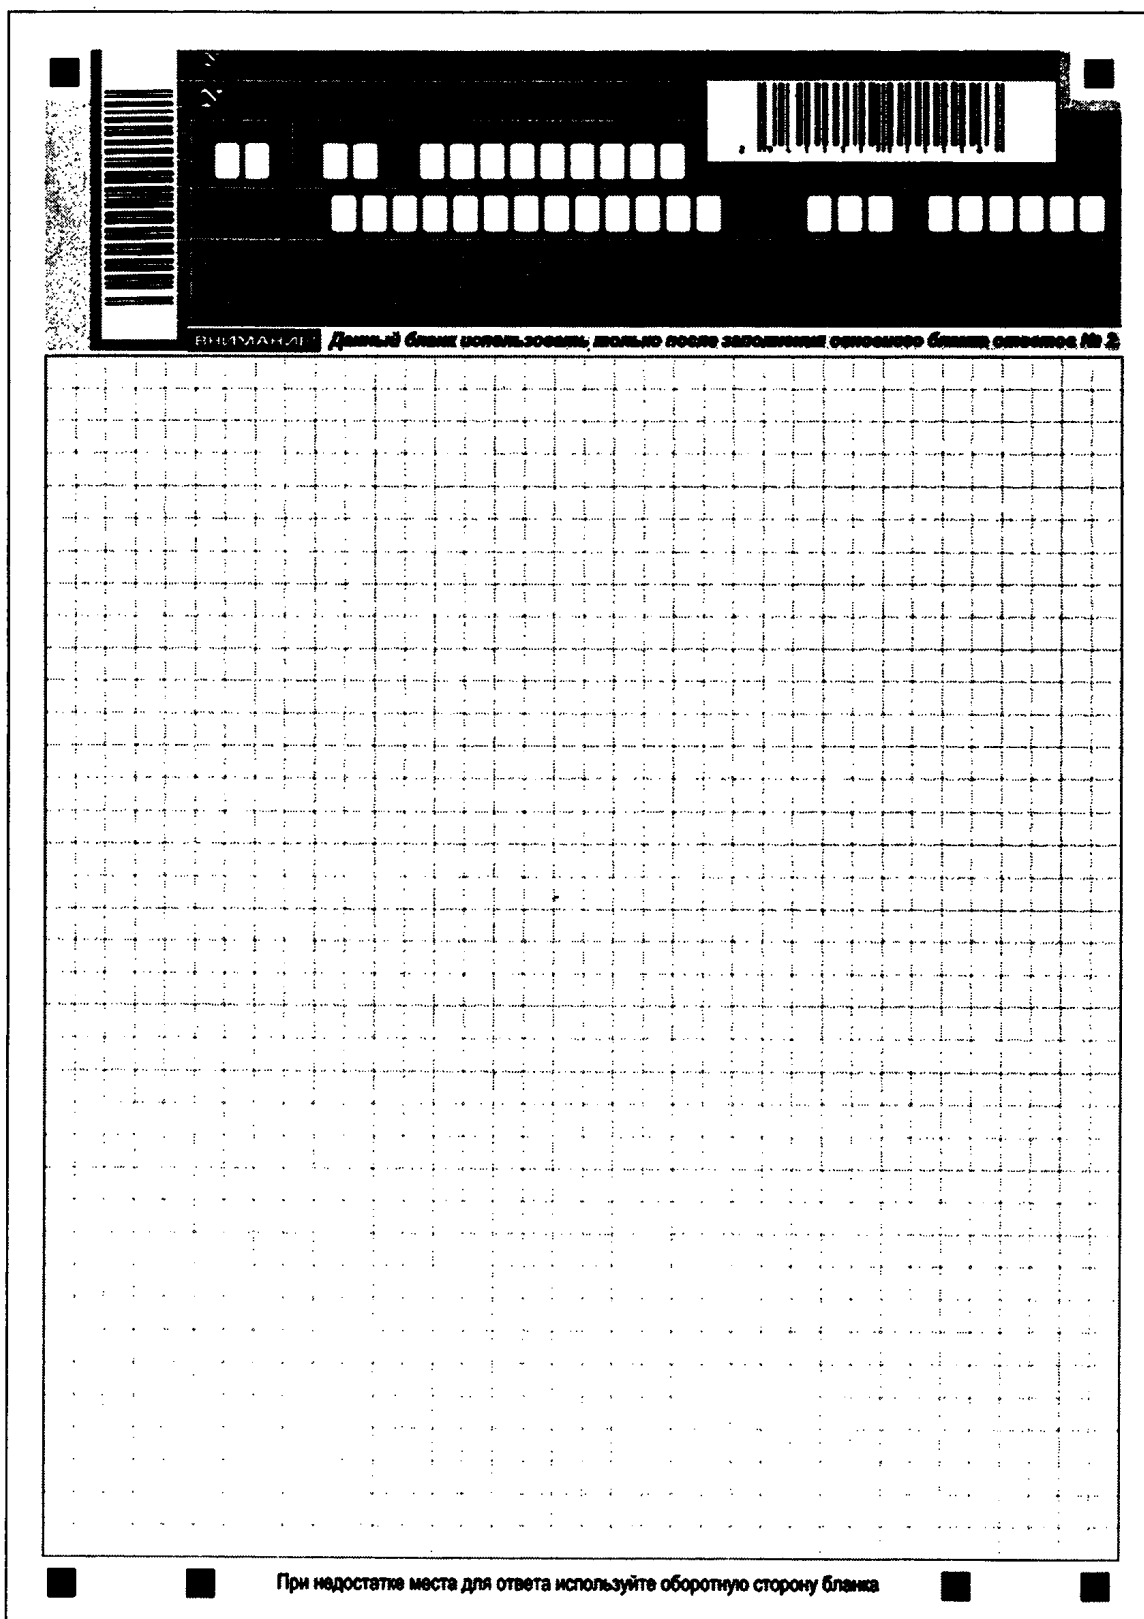 ВНИМАНИЕ! Данный бланк использовать только после заполнения основного бланка ответов № 2.
При недостатке места для ответа используйте оборотную сторону бланка